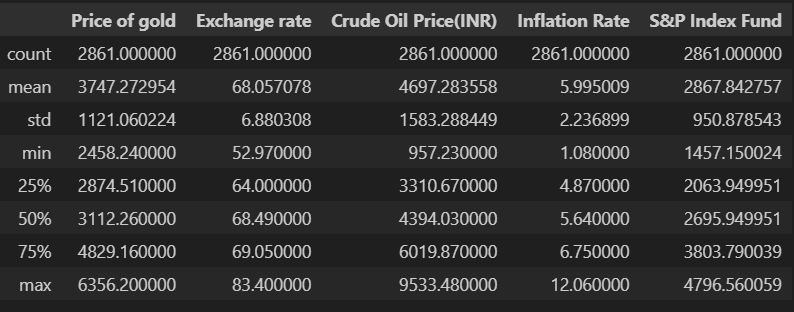 Price of gold Exchange rate Crude Oil Price(INR) Inflation Rate S&P Index Fund
count 2861.000000 2861.000000 2861.000000 2861.000000 2861.000000
mean 3747.272954 68.057078 4697.283558 5.995009 2867.842757
std 1121.060224 6.880308 1583.288449 2.236899 950.878543
min 2458.240000 52.970000 957.230000 1.080000 1457.150024
25% 2874.510000 64.000000 3310.670000 4.870000 2063.949951
50% 3112.260000 68.490000 4394.030000 5.640000 2695.949951
75% 4829.160000 69.050000 6019.870000 6.750000 3803.790039
max 6356.200000 83.400000 9533.480000 12.060000 4796.560059